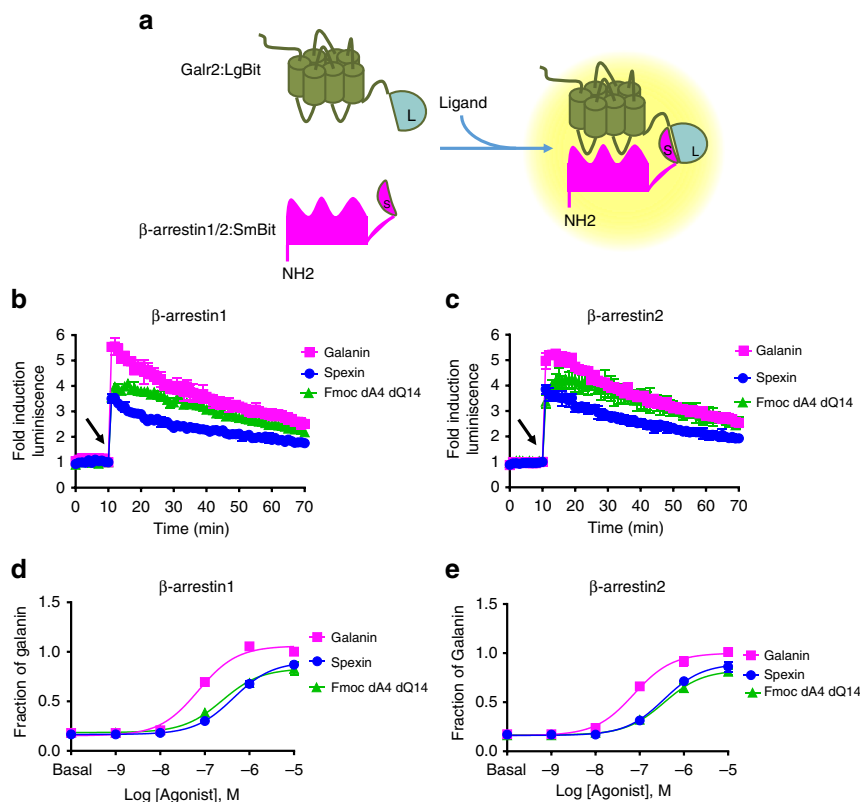 a
Galr2:LgBit
L
Ligand
S
L
β-arrestin1/2:SmBit
S
NH2
NH2
b
β-arrestin1
Fold induction
luminiscence
6
5
4
3
2
1
0
0 10 20 30 40 50 60 70
Time (min)
Galanin
Spexin
Fmoc dA4 dQ14
c
β-arrestin2
Fold induction
luminiscence
6
5
4
3
2
1
0
0 10 20 30 40 50 60 70
Time (min)
Galanin
Spexin
Fmoc dA4 dQ14
d
β-arrestin1
Fraction of galanin
1.5
1.0
0.5
0.0
Basal –9 –8 –7 –6 –5
Log [Agonist], M
Galanin
Spexin
Fmoc dA4 dQ14
e
β-arrestin2
Fraction of Galanin
1.5
1.0
0.5
0.0
Basal –9 –8 –7 –6 –5
Log [Agonist], M
Galanin
Spexin
Fmoc dA4 dQ14